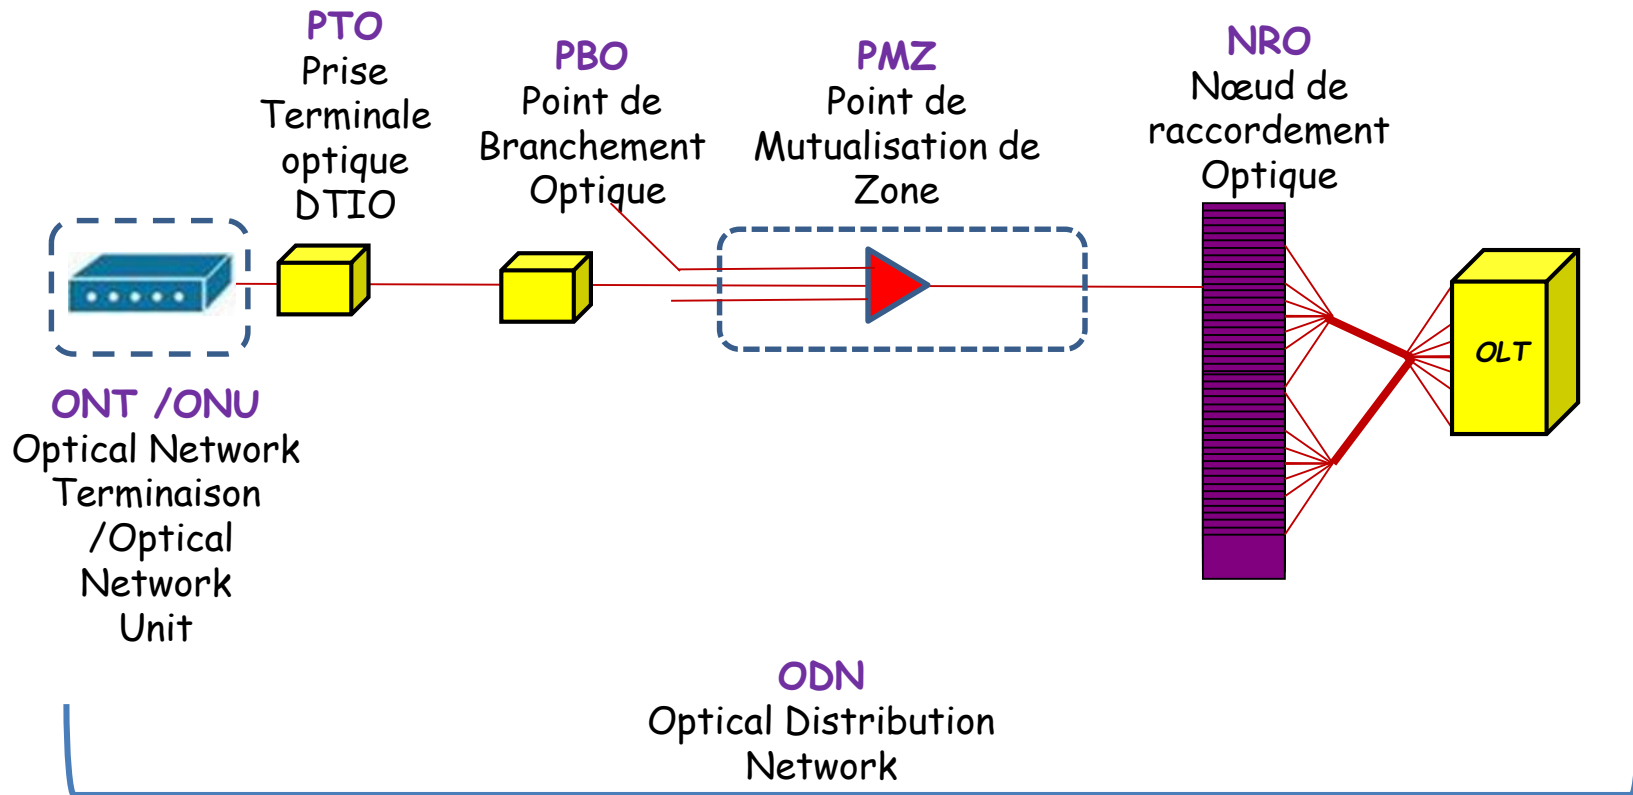 PTO
Prise
Terminale
optique
DTIO
PBO
Point de
Branchement
Optique
PMZ
Point de
Mutualisation de
Zone
NRO
Nœud de
raccordement
Optique
OLT
ONT /ONU
Optical Network
Terminaison
/Optical
Network
Unit
ODN
Optical Distribution
Network